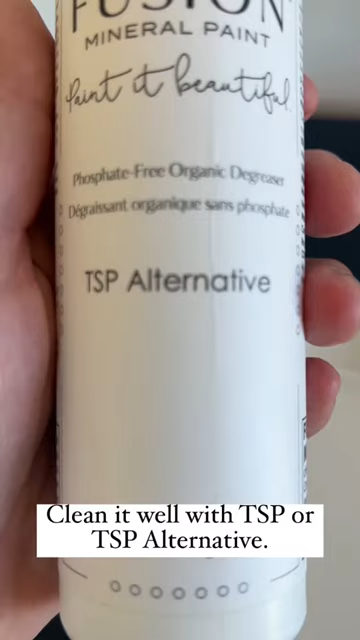 FUSION
MINERAL PAINT
paint it beautiful.
Phosphate-Free Organic Degreaser
Dégraissant organique sans phosphate
TSP Alternative
Clean it well with TSP or
TSP Alternative.